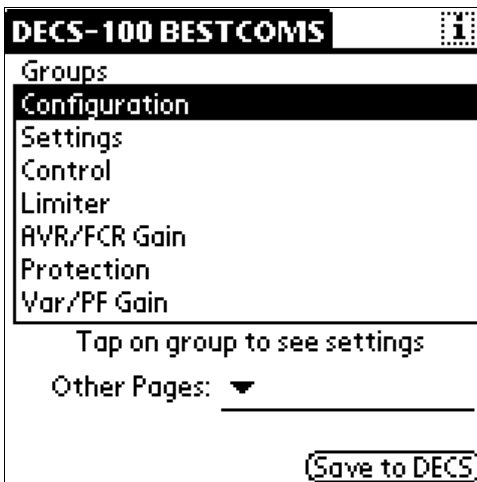 DECS-100 BESTCOMS i
Groups
Configuration
Settings
Control
Limiter
AVR/FCR Gain
Protection
Var/PF Gain
Tap on group to see settings
Other Pages:
Save to DECS